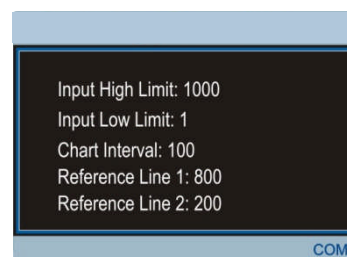 Input High Limit: 1000
Input Low Limit: 1
Chart Interval: 100
Reference Line 1: 800
Reference Line 2: 200
COM